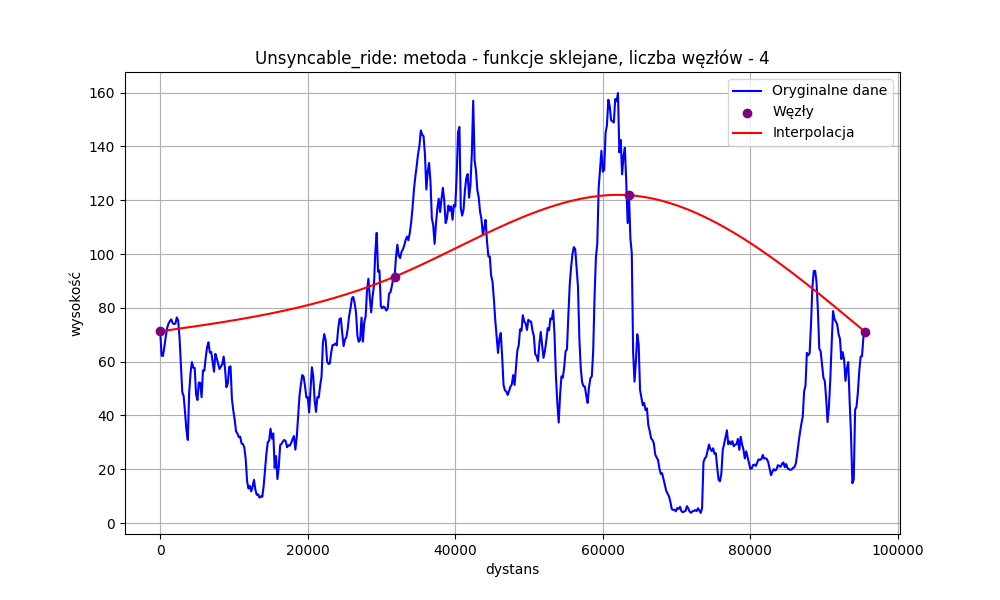 Unsyncable_ride: metoda - funkcje sklejane, liczba węzłów - 4
Oryginalne dane
Węzły
Interpolacja
wysokość
160
140
120
100
80
60
40
20
0
0 20000 40000 60000 80000 100000
dystans